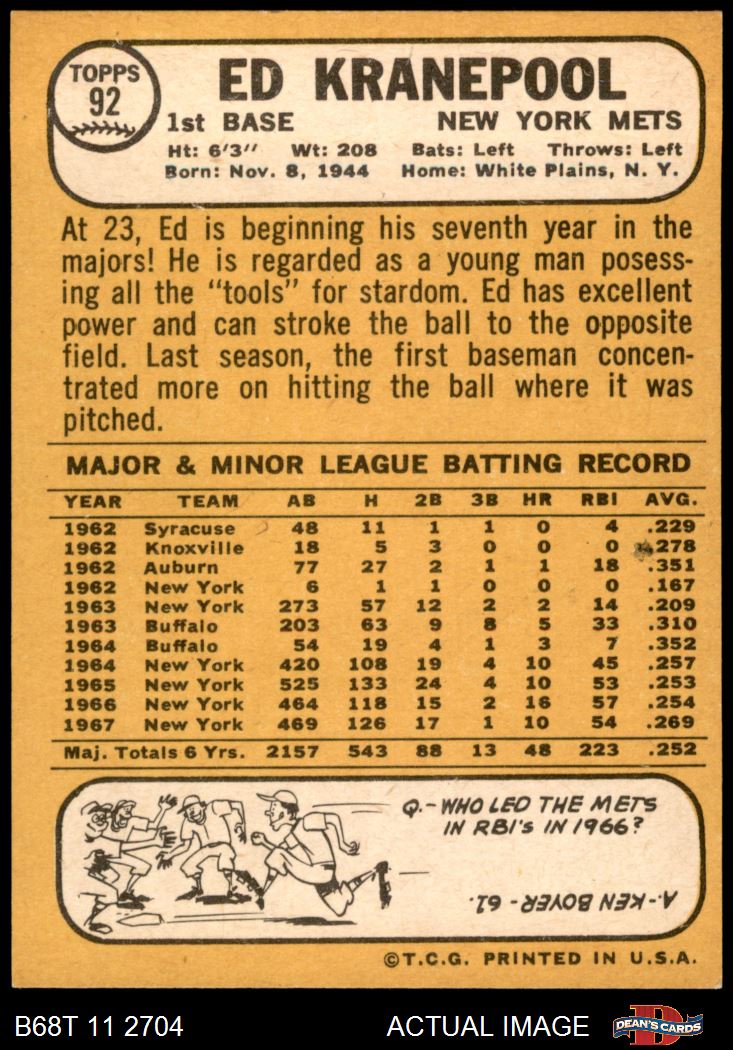 TOPPS
92
ED KRANEPOOL
1st BASE NEW YORK METS
Ht: 6'3" Wt: 208 Bats: Left Throws: Left
Born: Nov. 8, 1944 Home: White Plains, N. Y.
At 23, Ed is beginning his seventh year in the
majors! He is regarded as a young man posess-
ing all the "tools" for stardom. Ed has excellent
power and can stroke the ball to the opposite
field. Last season, the first baseman concen-
trated more on hitting the ball where it was
pitched.
MAJOR & MINOR LEAGUE BATTING RECORD
YEAR TEAM AB H 2B 3B HR RBI AVG.
1962 Syracuse 48 11 1 1 0 4 .229
1962 Knoxville 18 5 3 0 0 0 .278
1962 Auburn 77 27 2 1 1 18 .351
1962 New York 6 1 1 0 0 0 .167
1963 New York 273 57 12 2 2 14 .209
1963 Buffalo 203 63 9 8 5 33 .310
1964 Buffalo 54 19 4 1 3 7 .352
1964 New York 420 108 19 4 10 45 .257
1965 New York 525 133 24 4 10 53 .253
1966 New York 464 118 15 2 16 57 .254
1967 New York 469 126 17 1 10 54 .269
Maj. Totals 6 Yrs. 2157 543 88 13 48 223 .252
Q.-WHO LED THE METS
IN RBI's IN 1966?
A-KEN BOYER-61.
©T.C.G. PRINTED IN U.S.A.
B68T 11 2704 ACTUAL IMAGE DEAN'S CARDS